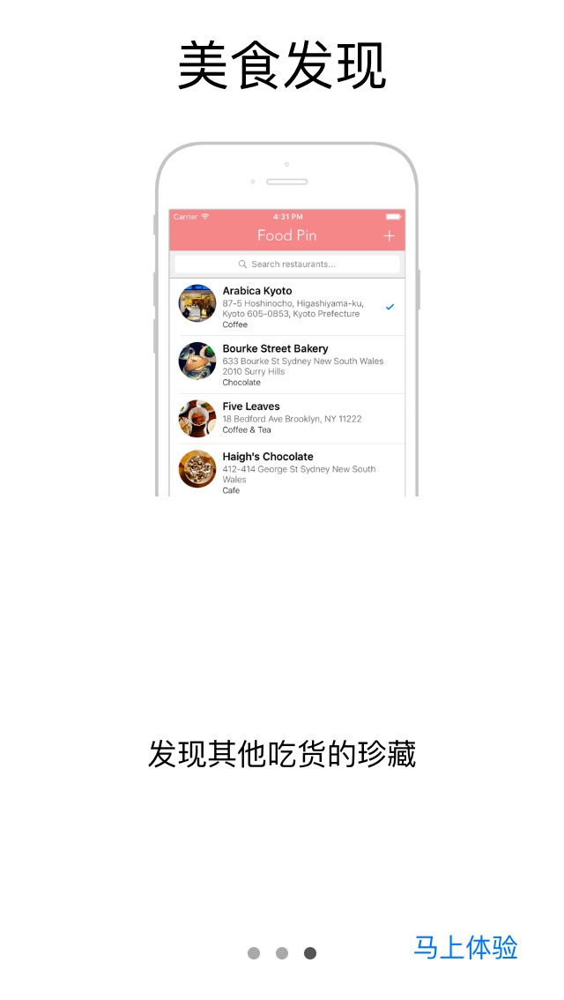 美食发现
Carrier 4:31 PM
Food Pin +
Search restaurants...
Arabica Kyoto
87-5 Hoshinocho, Higashiyama-ku,
Kyoto 605-0853, Kyoto Prefecture
Coffee
Bourke Street Bakery
633 Bourke St Sydney New South Wales
2010 Surry Hills
Chocolate
Five Leaves
18 Bedford Ave Brooklyn, NY 11222
Coffee & Tea
Haigh's Chocolate
412-414 George St Sydney New South
Wales
Cafe
发现其他吃货的珍藏
马上体验